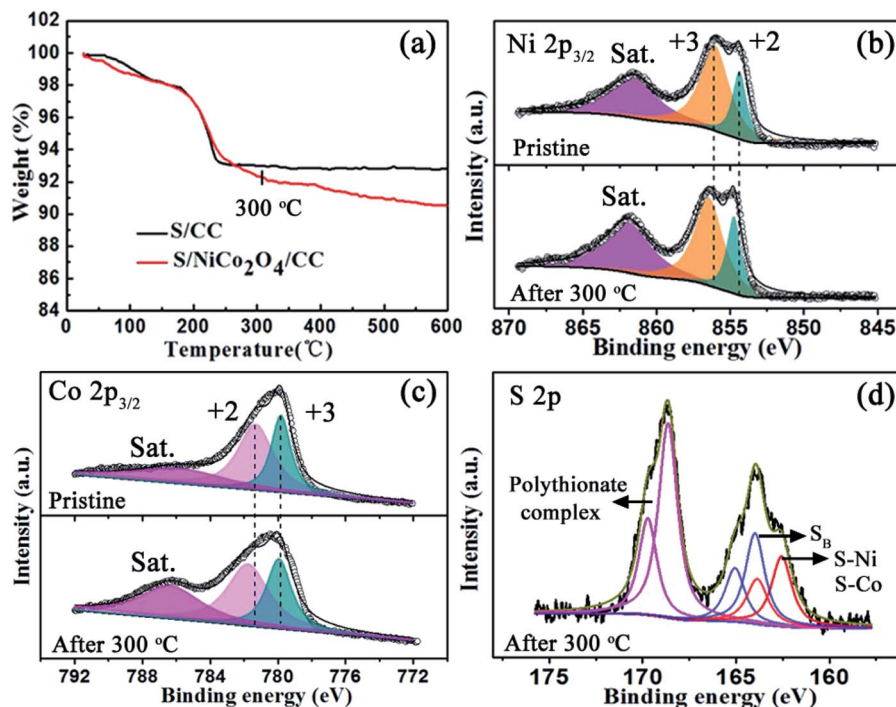 (a)
100
98
96
94
92
90
88
86
84
Weight (%)
300 °C
S/CC
S/NiCo₂O₄/CC
0 100 200 300 400 500 600
Temperature(℃)
(b)
Ni 2p₃/₂
+3 +2
Sat.
Pristine
Sat.
After 300 °C
Intensity (a.u.)
870 865 860 855 850 845
Binding energy (eV)
(c)
Co 2p₃/₂
+2 +3
Sat.
Pristine
Sat.
After 300 °C
Intensity (a.u.)
792 788 784 780 776 772
Binding energy (eV)
(d)
S 2p
Polythionate
complex
S_B
S-Ni
S-Co
After 300 °C
Intensity (a.u.)
175 170 165 160
Binding energy (eV)